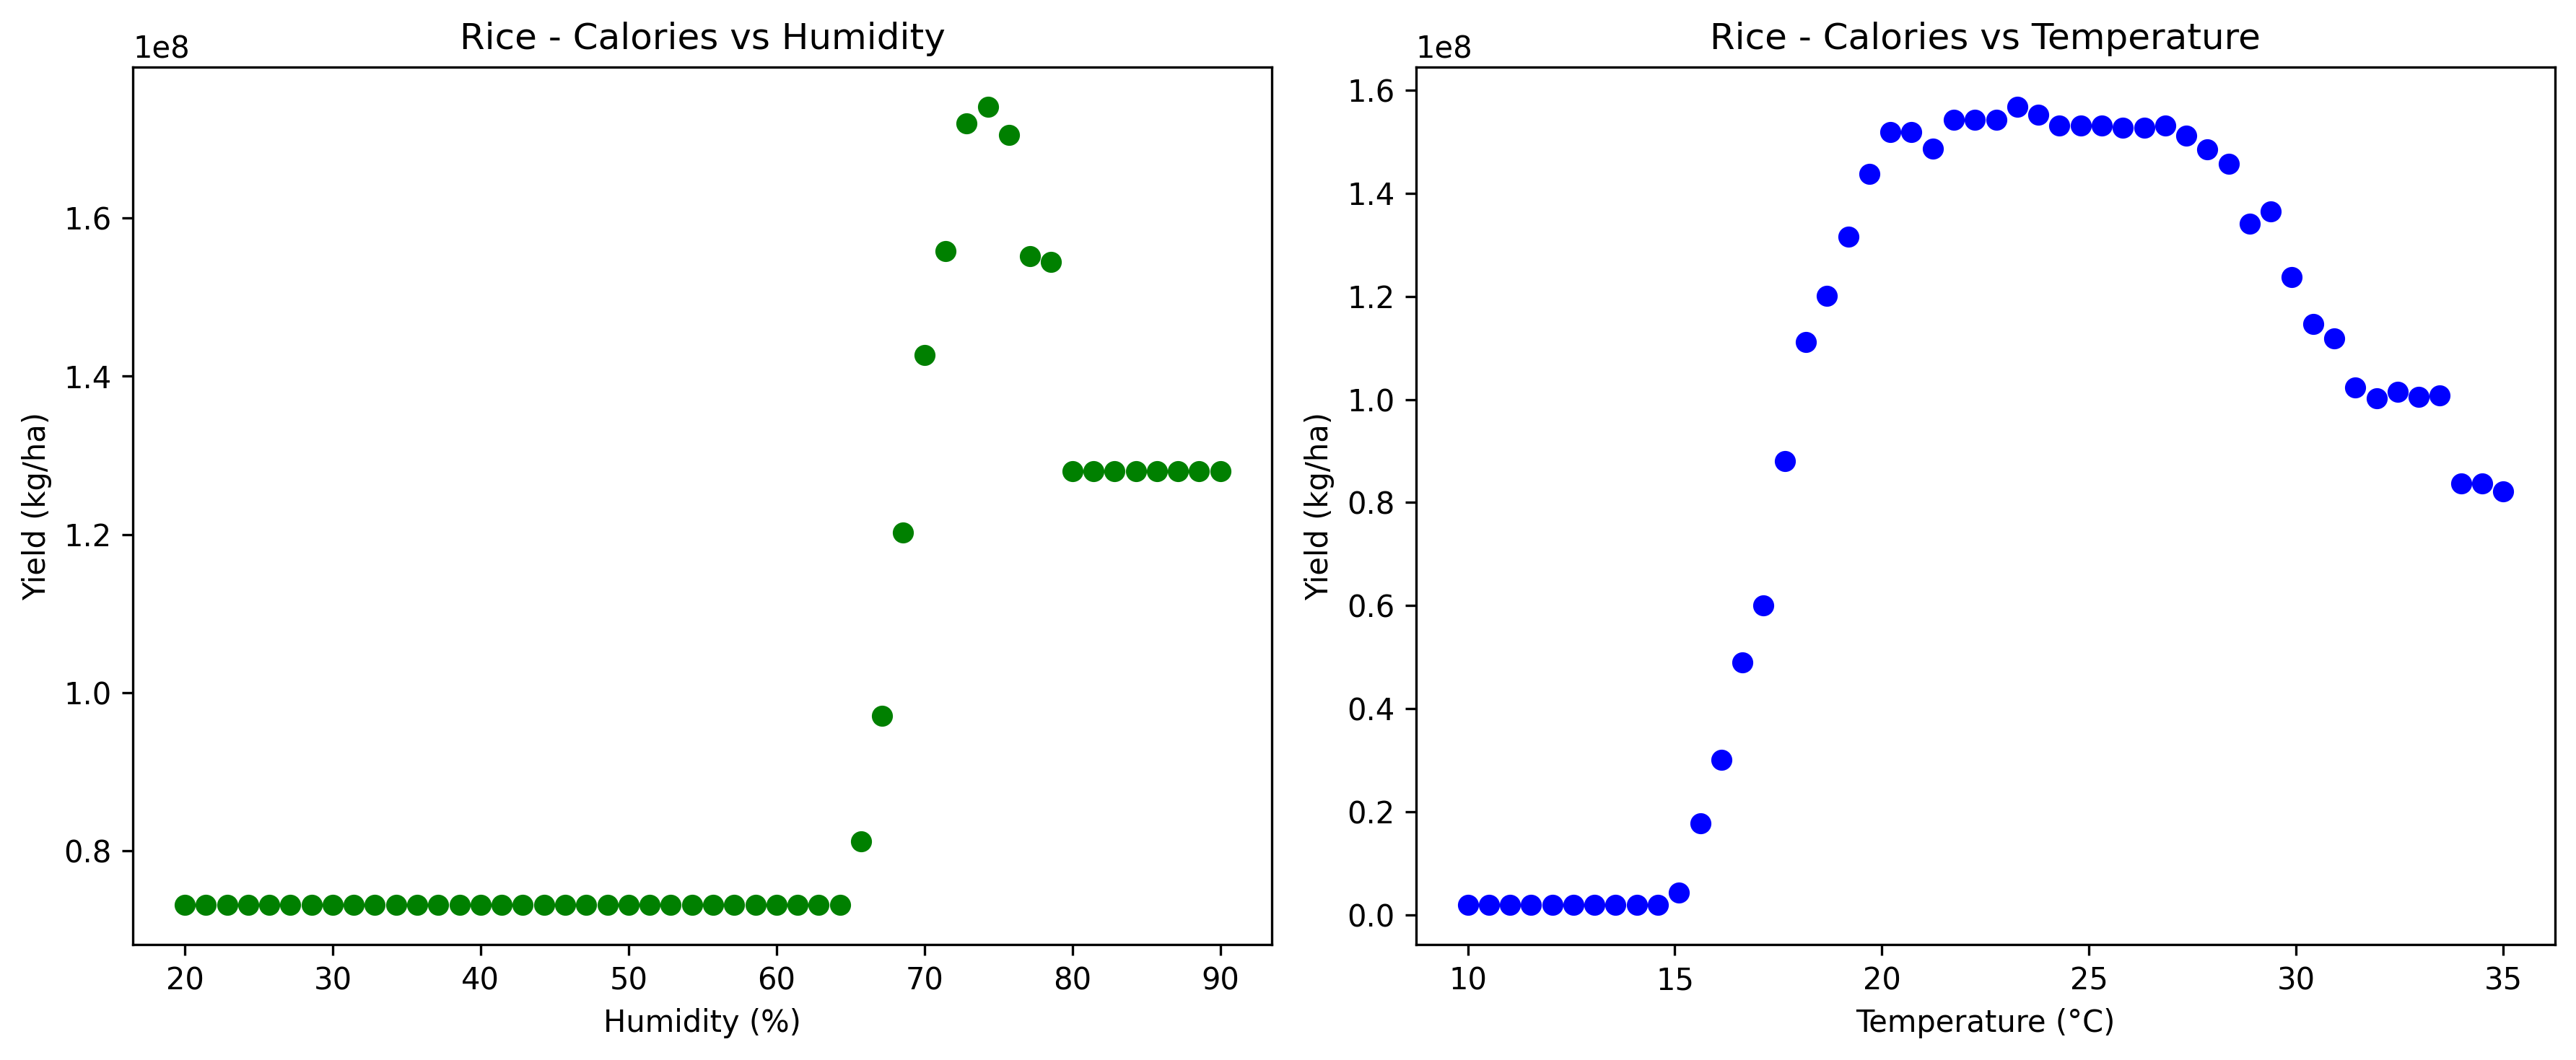 Rice - Calories vs Humidity
1e8
1.6
1.4
1.2
1.0
0.8
Yield (kg/ha)
20 30 40 50 60 70 80 90
Humidity (%)
Rice - Calories vs Temperature
1e8
1.6
1.4
1.2
1.0
0.8
0.6
0.4
0.2
0.0
Yield (kg/ha)
10 15 20 25 30 35
Temperature (°C)